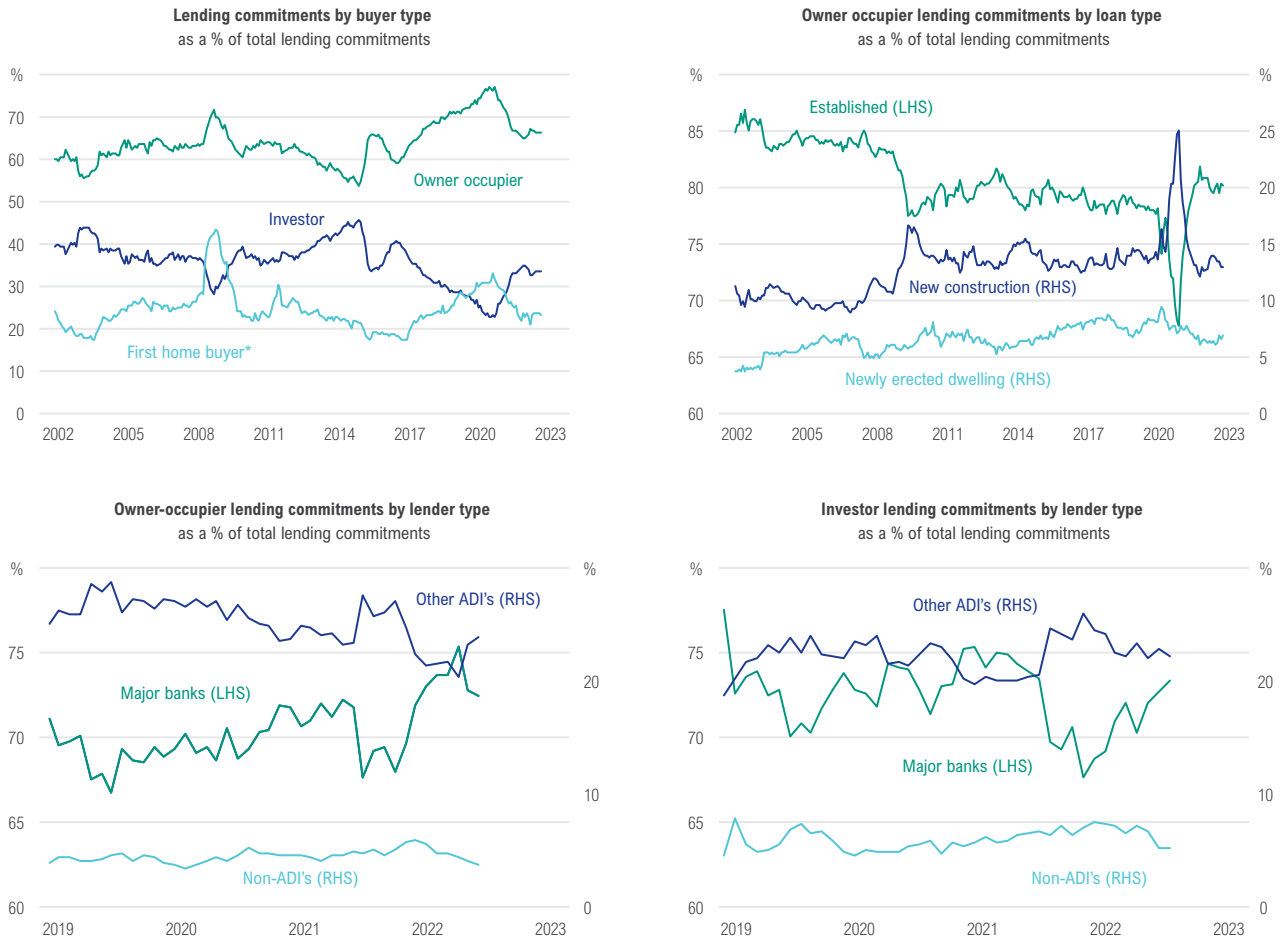 Lending commitments by buyer type
as a % of total lending commitments
%
70
60
50
40
30
20
10
0
Owner occupier
Investor
First home buyer*
2002 2005 2008 2011 2014 2017 2020 2023
Owner occupier lending commitments by loan type
as a % of total lending commitments
% %
85 25
80 20
75 15
70 10
65 5
60 0
Established (LHS)
New construction (RHS)
Newly erected dwelling (RHS)
2002 2005 2008 2011 2014 2017 2020 2023
Owner-occupier lending commitments by lender type
as a % of total lending commitments
% %
75
70
65
60
20
10
0
Other ADI's (RHS)
Major banks (LHS)
Non-ADI's (RHS)
2019 2020 2021 2022 2023
Investor lending commitments by lender type
as a % of total lending commitments
% %
75
70
65
60
20
10
0
Other ADI's (RHS)
Major banks (LHS)
Non-ADI's (RHS)
2019 2020 2021 2022 2023